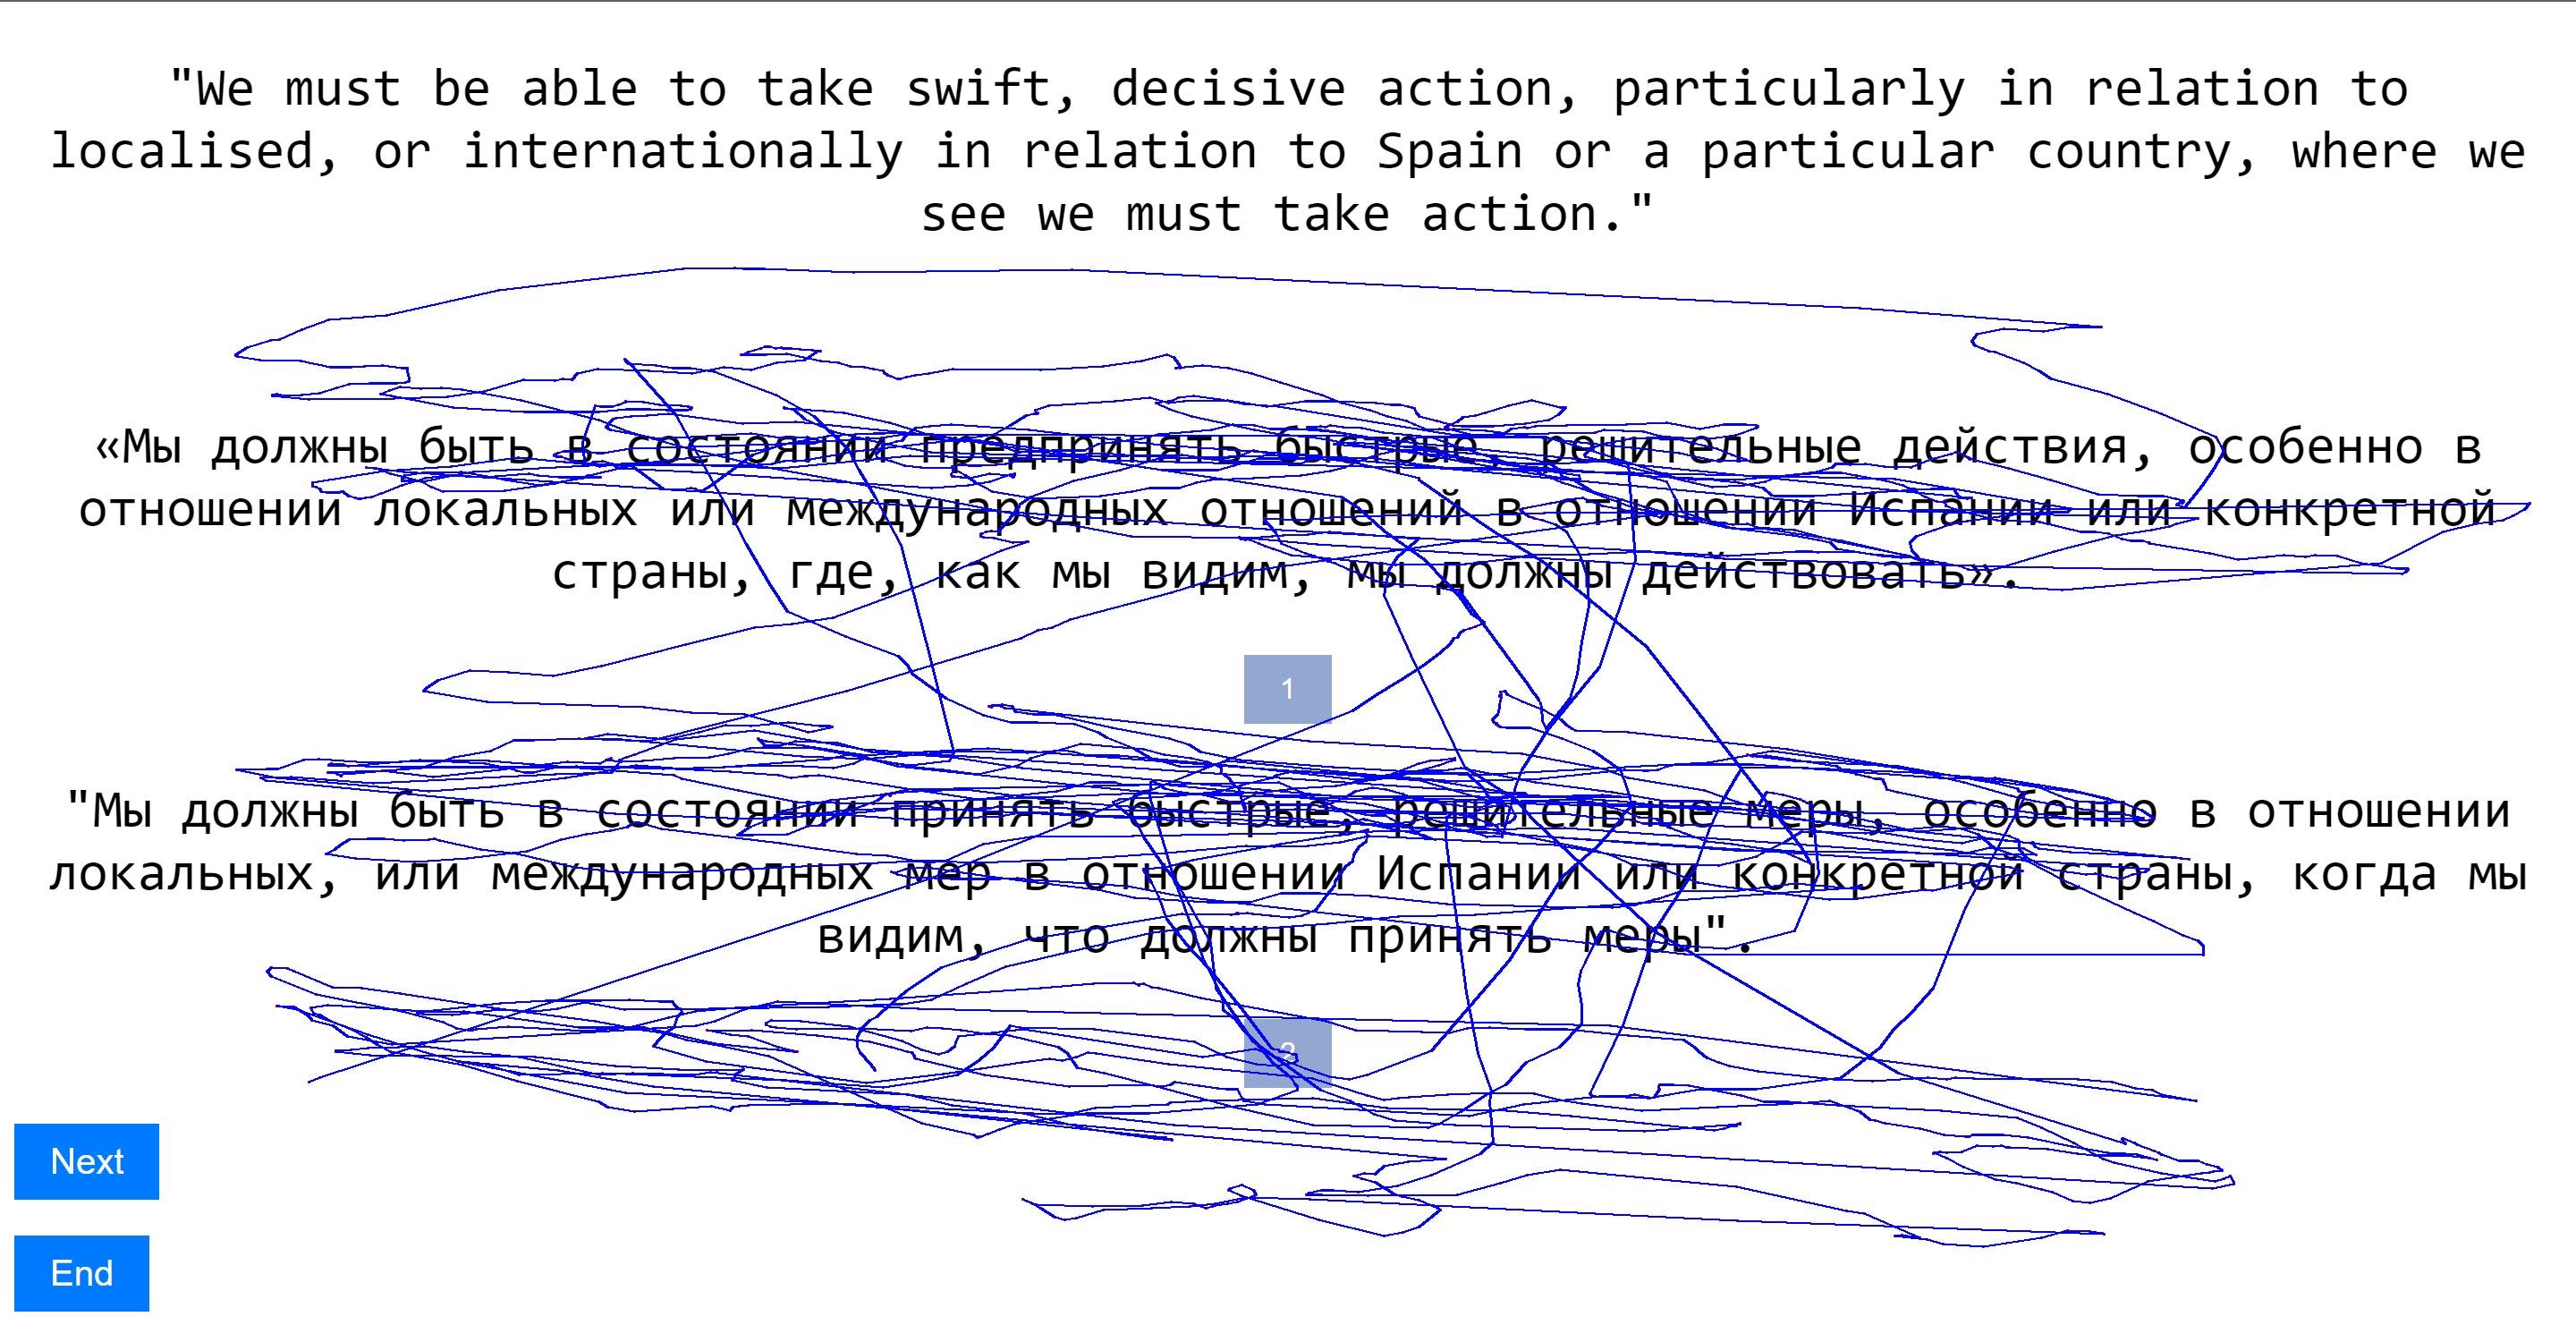 "We must be able to take swift, decisive action, particularly in relation to
localised, or internationally in relation to Spain or a particular country, where we
see we must take action."
«Мы должны быть в состоянии предпринять быстрые, решительные действия, особенно в
отношении локальных или международных отношений в отношении Испании или конкретной
страны, где, как мы видим, мы должны действовать».
1
"Мы должны быть в состоянии принять быстрые, решительные меры, особенно в отношении
локальных, или международных мер в отношении Испании или конкретной страны, когда мы
видим, что должны принять меры".
2
Next
End